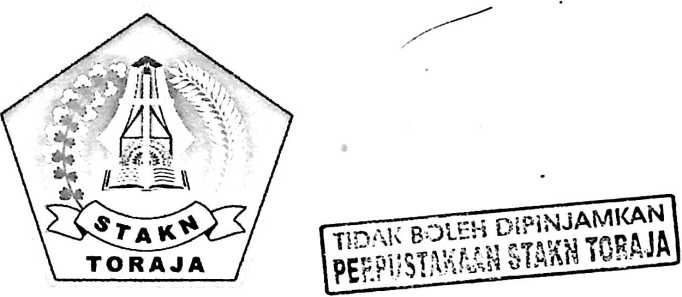 STAKN
TORAJA
TIDAK BOLEH DIPINJAMKAN
PERPUSTAKAAN STAKN TORAJA